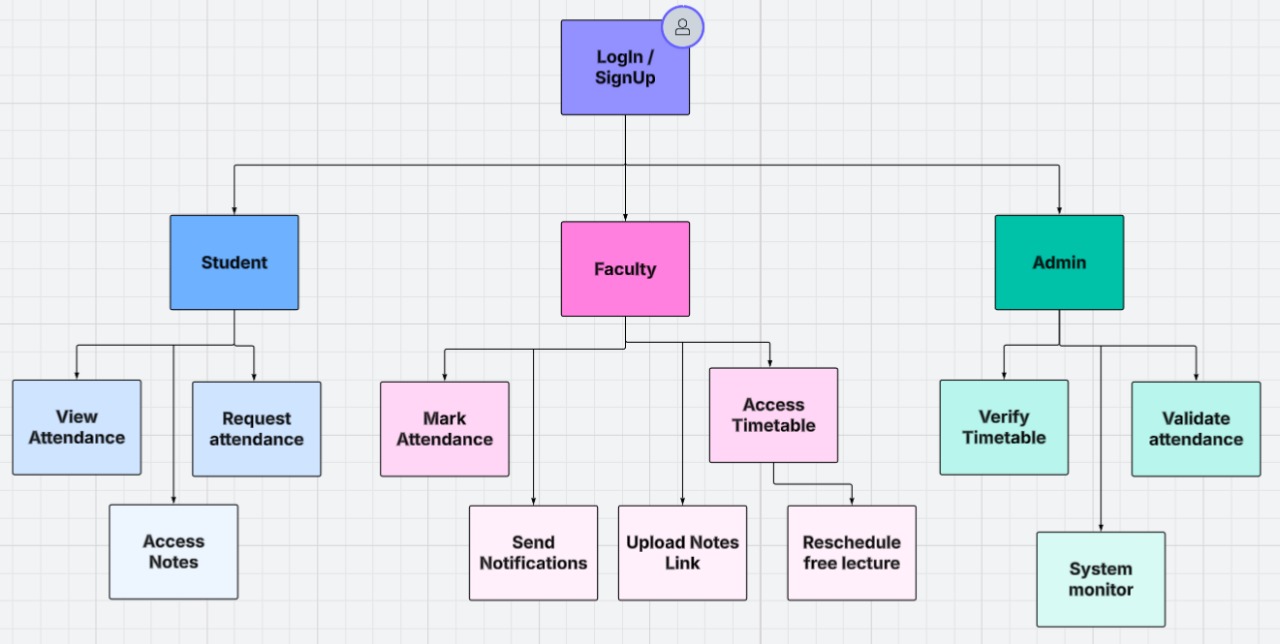 LogIn /
SignUp
Student
Faculty
Admin
View
Attendance
Request
attendance
Access
Notes
Mark
Attendance
Send
Notifications
Upload Notes
Link
Access
Timetable
Reschedule
free lecture
Verify
Timetable
Validate
attendance
System
monitor